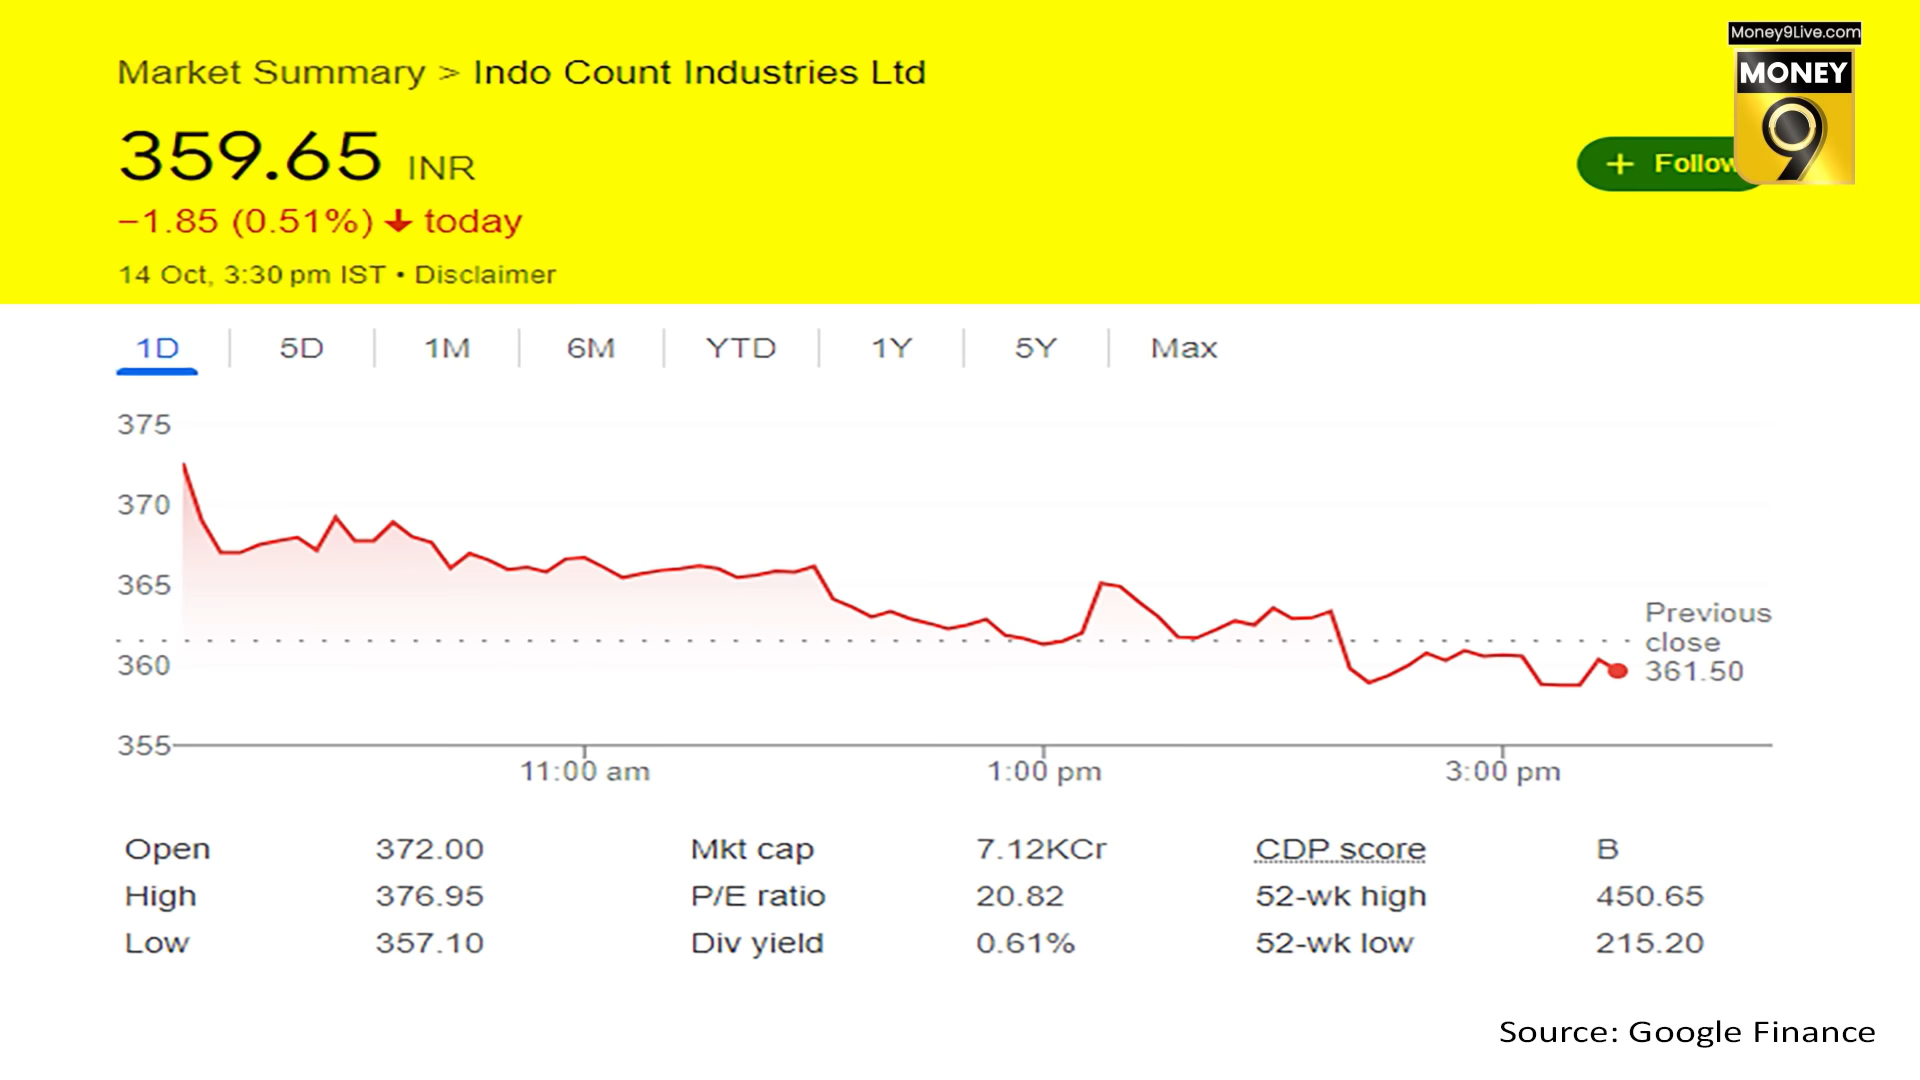 Money9Live.com
MONEY
9
Market Summary > Indo Count Industries Ltd
359.65 INR
+ Follow
−1.85 (0.51%) ↓ today
14 Oct, 3:30 pm IST • Disclaimer
1D 5D 1M 6M YTD 1Y 5Y Max
375
370
365
360
355
Previous
close
361.50
11:00 am 1:00 pm 3:00 pm
Open 372.00 Mkt cap 7.12KCr CDP score B
High 376.95 P/E ratio 20.82 52-wk high 450.65
Low 357.10 Div yield 0.61% 52-wk low 215.20
Source: Google Finance